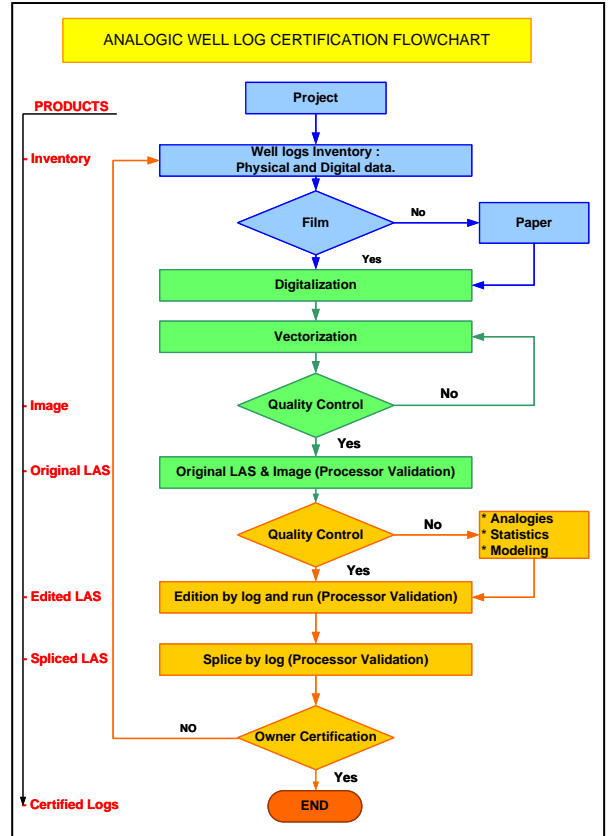 ANALOGIC WELL LOG CERTIFICATION FLOWCHART
PRODUCTS
Project
Inventory
Well logs Inventory :
Physical and Digital data.
Film
No
Paper
Yes
Digitalization
Vectorization
Image
Quality Control
No
Yes
Original LAS
Original LAS & Image (Processor Validation)
Quality Control
No
* Analogies
* Statistics
* Modeling
Yes
Edited LAS
Edition by log and run (Processor Validation)
Spliced LAS
Splice by log (Processor Validation)
NO
Owner Certification
Yes
Certified Logs
END